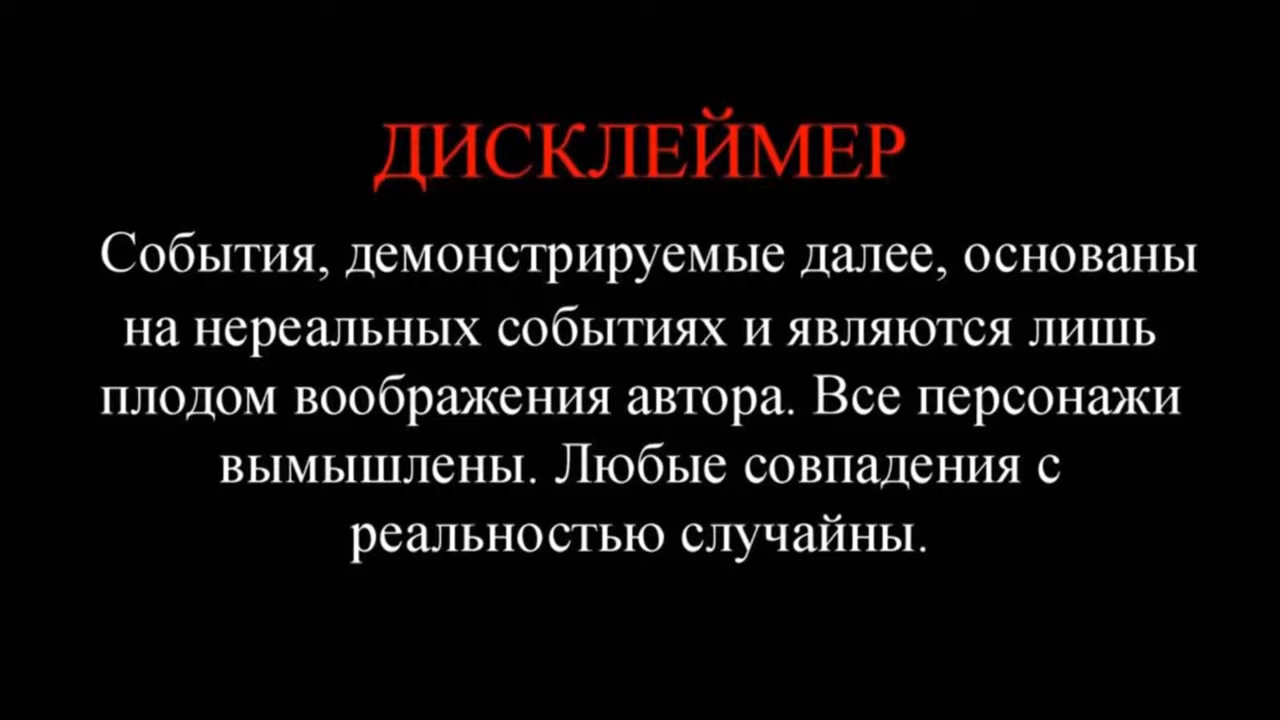 ДИСКЛЕЙМЕР
События, демонстрируемые далее, основаны
на нереальных событиях и являются лишь
плодом воображения автора. Все персонажи
вымышлены. Любые совпадения с
реальностью случайны.